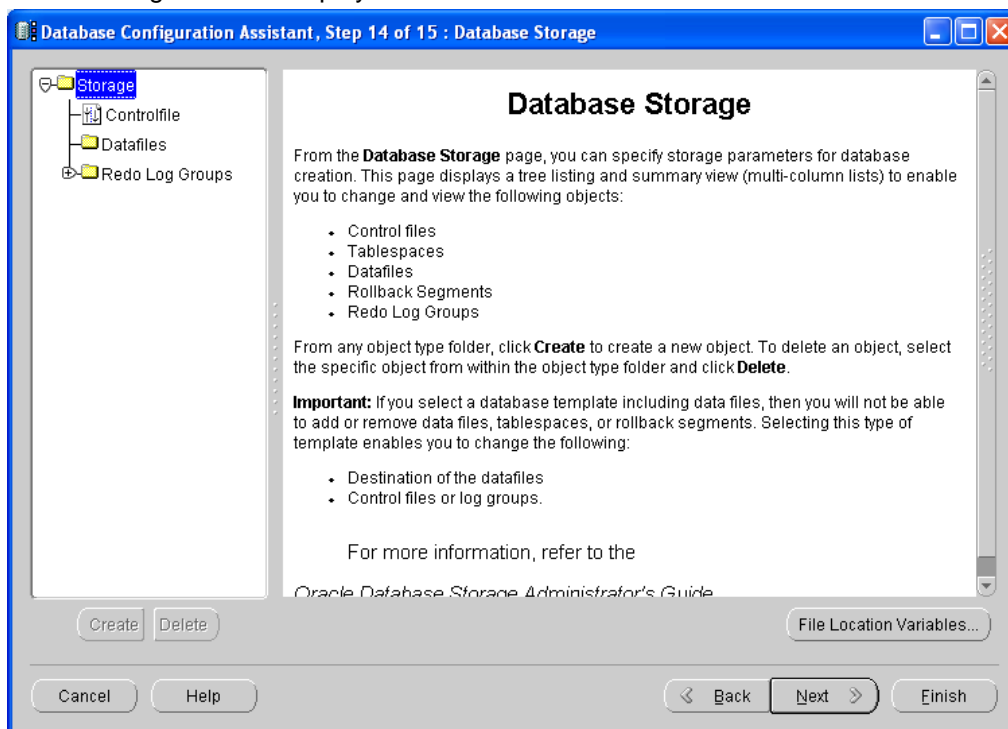 Database Configuration Assistant, Step 14 of 15 : Database Storage
Storage
Controlfile
Datafiles
Redo Log Groups
Database Storage
From the Database Storage page, you can specify storage parameters for database
creation. This page displays a tree listing and summary view (multi-column lists) to enable
you to change and view the following objects:
• Control files
• Tablespaces
• Datafiles
• Rollback Segments
• Redo Log Groups
From any object type folder, click Create to create a new object. To delete an object, select
the specific object from within the object type folder and click Delete.
Important: If you select a database template including data files, then you will not be able
to add or remove data files, tablespaces, or rollback segments. Selecting this type of
template enables you to change the following:
• Destination of the datafiles
• Control files or log groups.
For more information, refer to the
Oracle Database Storage Administrator's Guide
Create
Delete
File Location Variables...
Cancel
Help
Back
Next
Finish